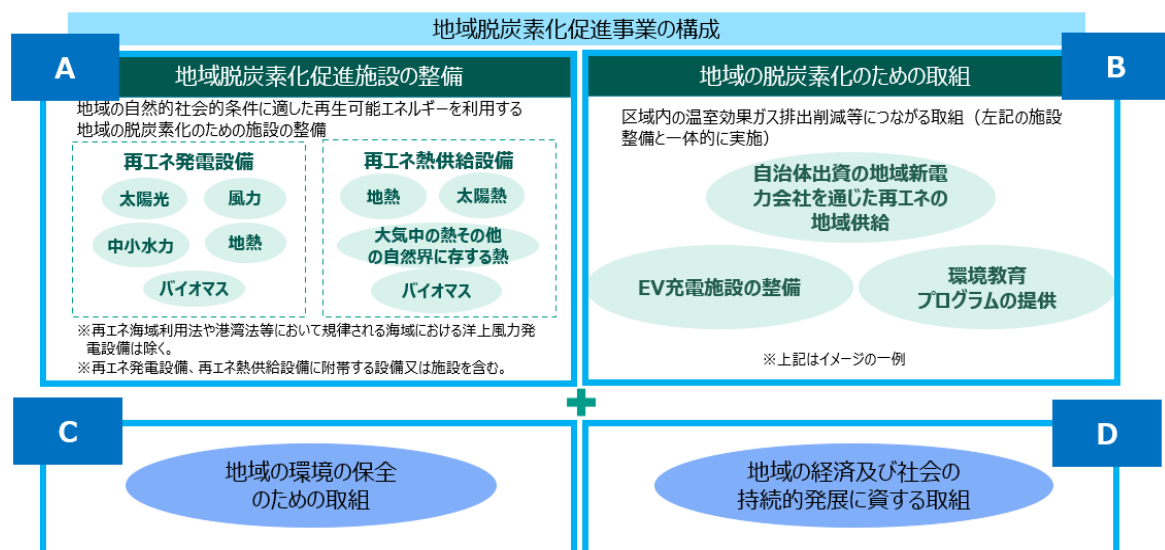 地域脱炭素化促進事業の構成
A
地域脱炭素化促進施設の整備
地域の自然的社会的条件に適した再生可能エネルギーを利用する
地域の脱炭素化のための施設の整備
再エネ発電設備
太陽光
風力
中小水力
地熱
バイオマス
再エネ熱供給設備
地熱
太陽熱
大気中の熱その他
の自然界に存する熱
バイオマス
※再エネ海域利用法や港湾法等において規律される海域における洋上風力発
電設備は除く。
※再エネ発電設備、再エネ熱供給設備に附帯する設備又は施設を含む。
B
地域の脱炭素化のための取組
区域内の温室効果ガス排出削減等につながる取組（左記の施設
整備と一体的に実施）
自治体出資の地域新電
力会社を通じた再エネの
地域供給
EV充電施設の整備
環境教育
プログラムの提供
※上記はイメージの一例
C
地域の環境の保全
のための取組
D
地域の経済及び社会の
持続的発展に資する取組